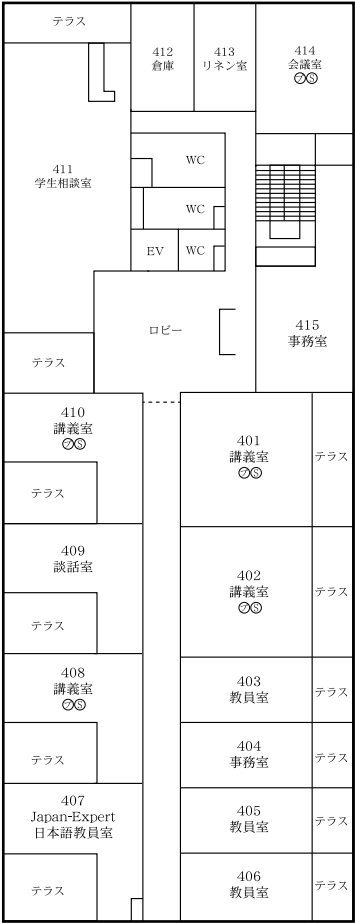 テラス
412
倉庫
413
リネン室
414
会議室
プ S
411
学生相談室
WC
WC
EV
WC
ロビー
415
事務室
テラス
410
講義室
プ S
テラス
401
講義室
プ S
テラス
409
談話室
テラス
402
講義室
プ S
テラス
408
講義室
プ S
テラス
403
教員室
テラス
404
事務室
テラス
407
Japan-Expert
日本語教員室
テラス
405
教員室
テラス
406
教員室
テラス